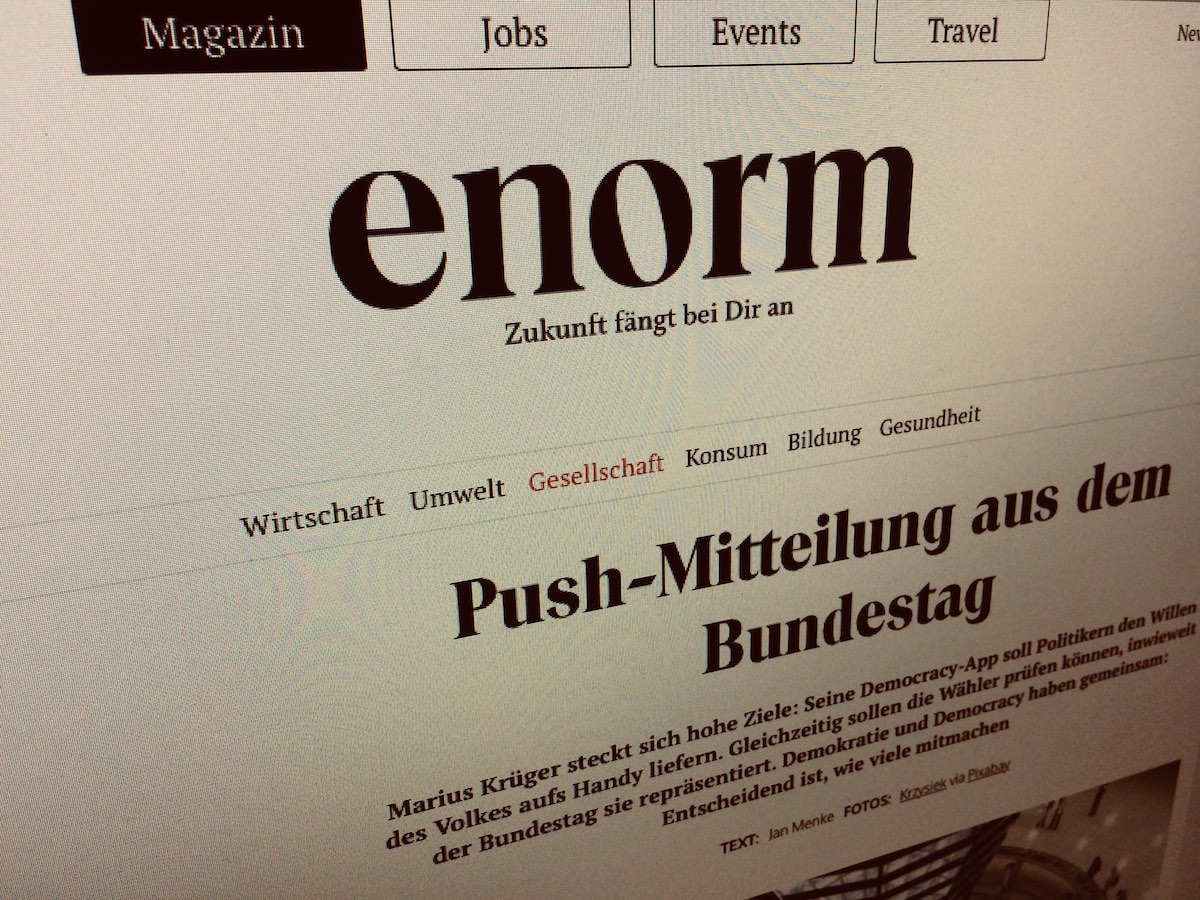 Magazin Jobs Events Travel
enorm
Zukunft fängt bei Dir an
Wirtschaft Umwelt Gesellschaft Konsum Bildung Gesundheit
Push-Mitteilung aus dem
Bundestag
Marius Krüger steckt sich hohe Ziele: Seine Democracy-App soll Politikern den Willen
des Volkes aufs Handy liefern. Gleichzeitig sollen die Wähler prüfen können, inwieweit
der Bundestag sie repräsentiert. Demokratie und Democracy haben gemeinsam:
Entscheidend ist, wie viele mitmachen
TEXT: Jan Menke FOTOS: Krzysiek via Pixabay